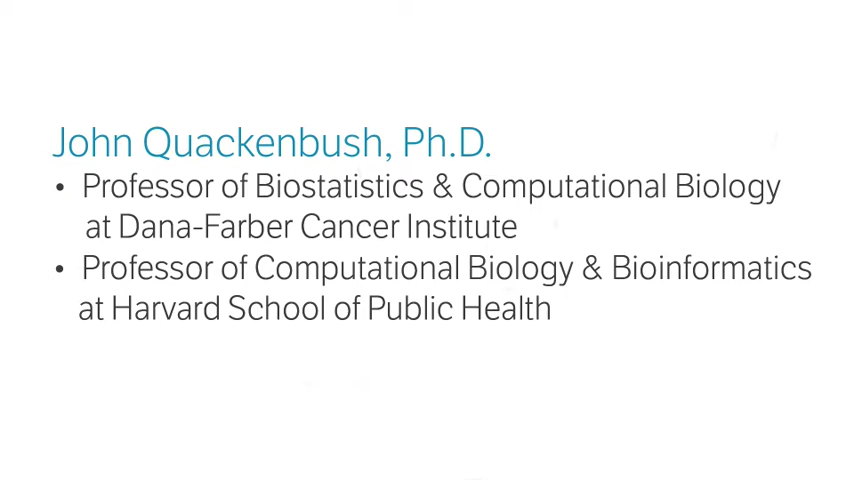 John Quackenbush, Ph.D.
• Professor of Biostatistics & Computational Biology
at Dana-Farber Cancer Institute
• Professor of Computational Biology & Bioinformatics
at Harvard School of Public Health